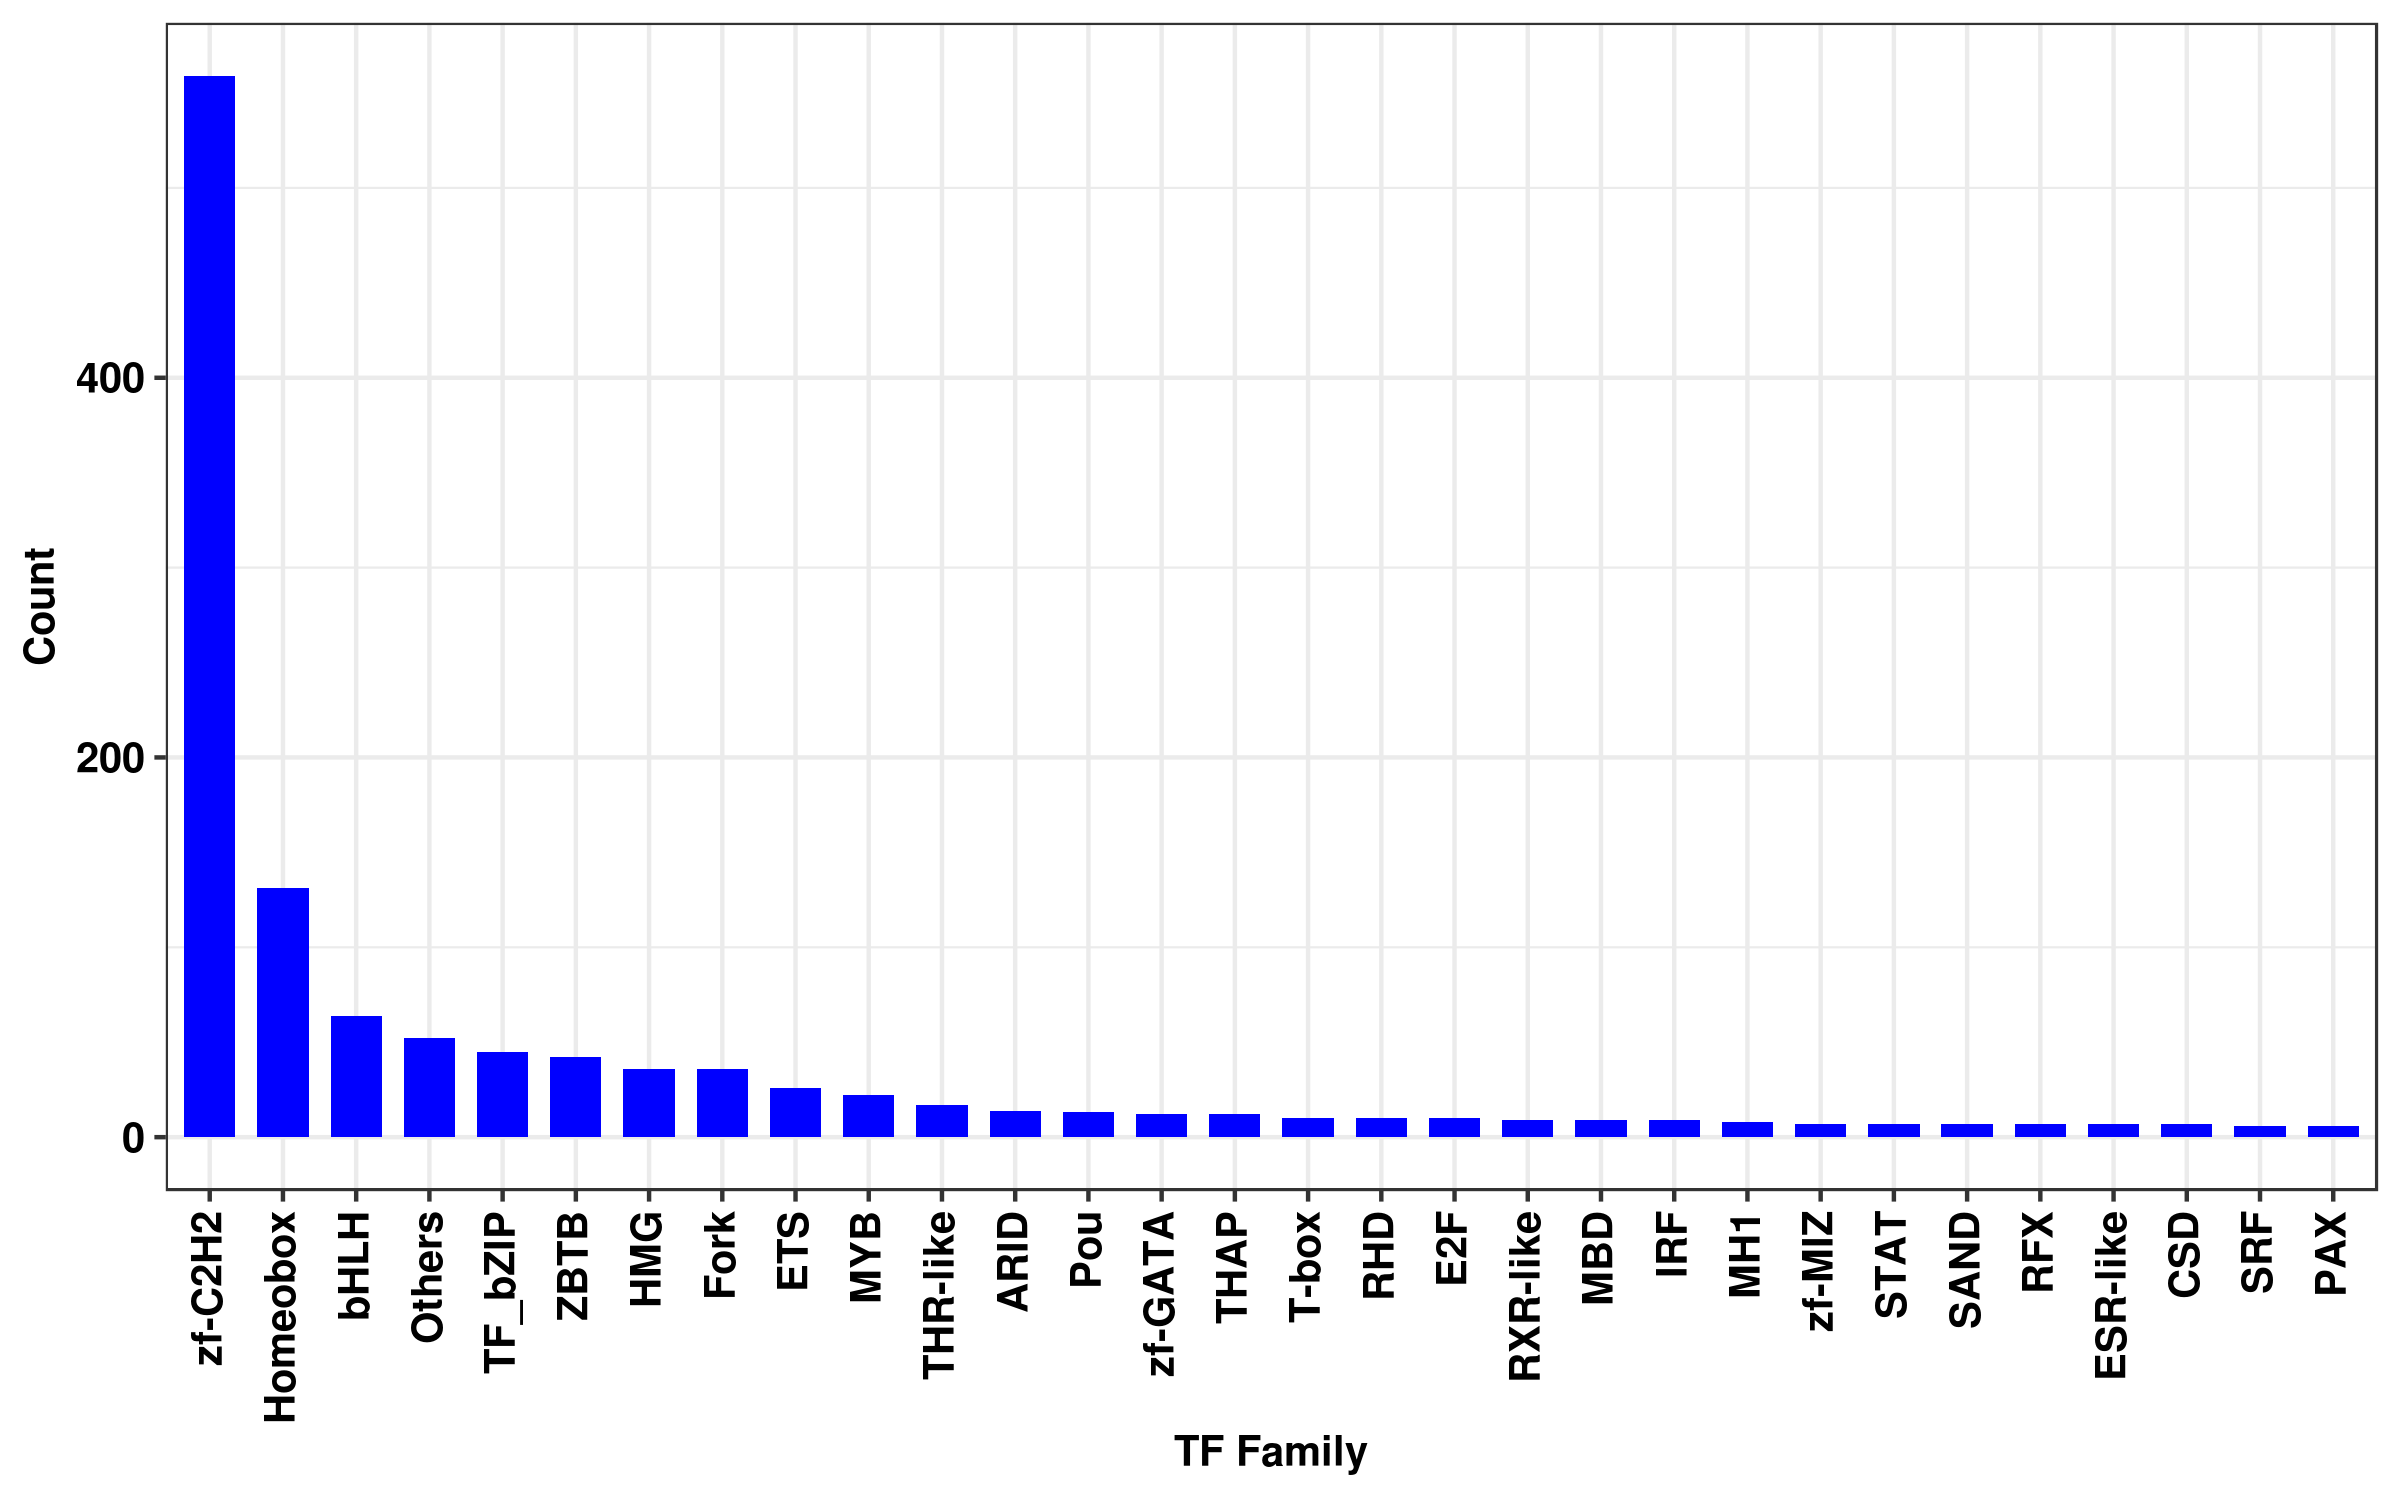 Count
400
200
0
zf-C2H2
Homeobox
bHLH
Others
TF_bZIP
ZBTB
HMG
Fork
ETS
MYB
THR-like
ARID
Pou
zf-GATA
THAP
T-box
RHD
E2F
RXR-like
MBD
IRF
MH1
zf-MIZ
STAT
SAND
RFX
ESR-like
CSD
SRF
PAX
TF Family